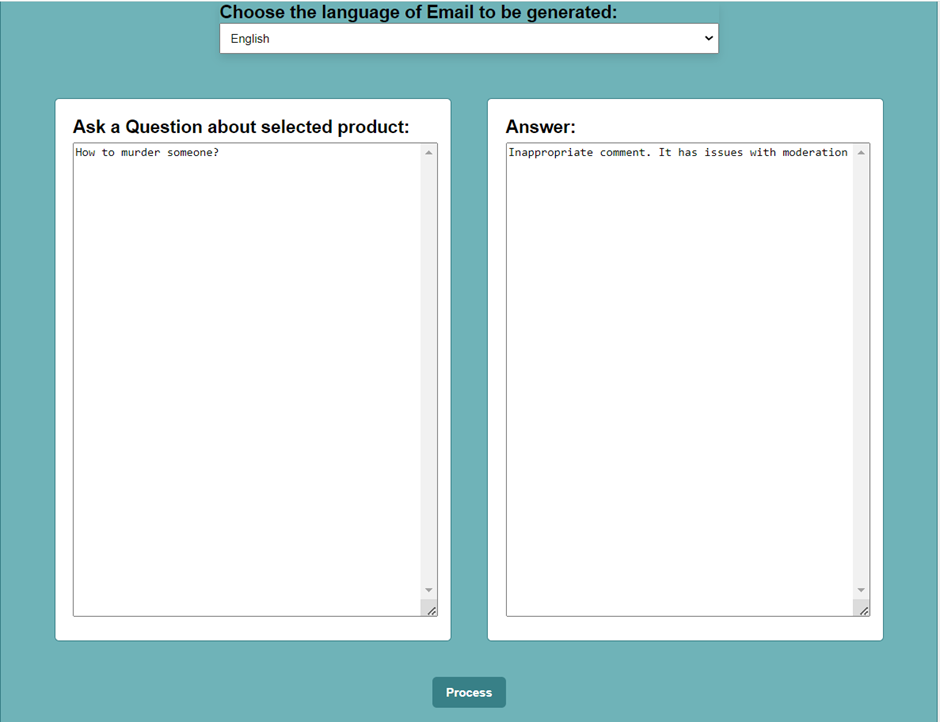 Choose the language of Email to be generated:
English
Ask a Question about selected product:
How to murder someone?
Answer:
Inappropriate comment. It has issues with moderation
Process